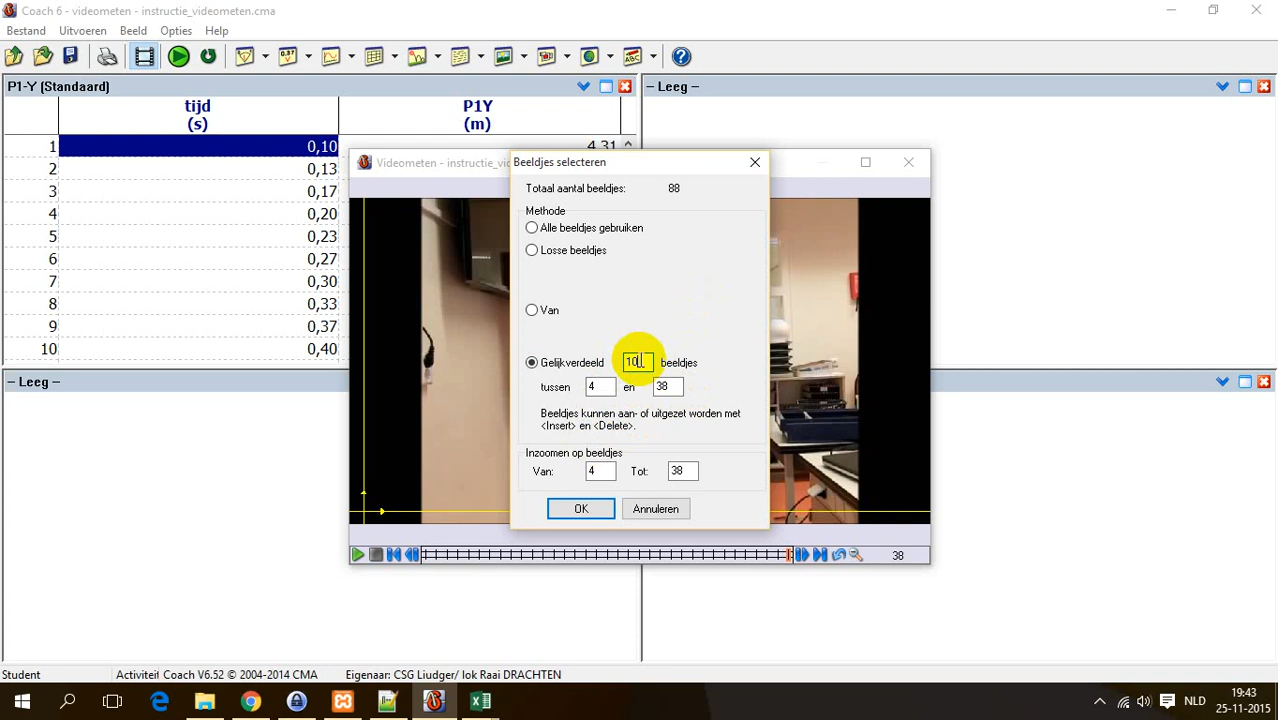 Coach 6 - videometen - instructie_videometen.cma
Bestand Uitvoeren Beeld Opties Help
P1-Y (Standaard)
-- Leeg --
tijd P1Y
(s) (m)
1 0,10 4,31
2 0,13
3 0,17
4 0,20
5 0,23
6 0,27
7 0,30
8 0,33
9 0,37
10 0,40
Videometen - instructie_vid
Beeldjes selecteren
Totaal aantal beeldjes: 88
Methode
Alle beeldjes gebruiken
Losse beeldjes
Van
Gelijkverdeeld 10 beeldjes
tussen 4 en 38
Beeldjes kunnen aan- of uitgezet worden met
<Insert> en <Delete>.
Inzoomen op beeldjes
Van: 4 Tot: 38
OK Annuleren
38
-- Leeg --
Student Activiteit Coach V6.52 © 2004-2014 CMA Eigenaar: CSG Liudger/ lok Raai DRACHTEN
NLD
19:43
25-11-2015